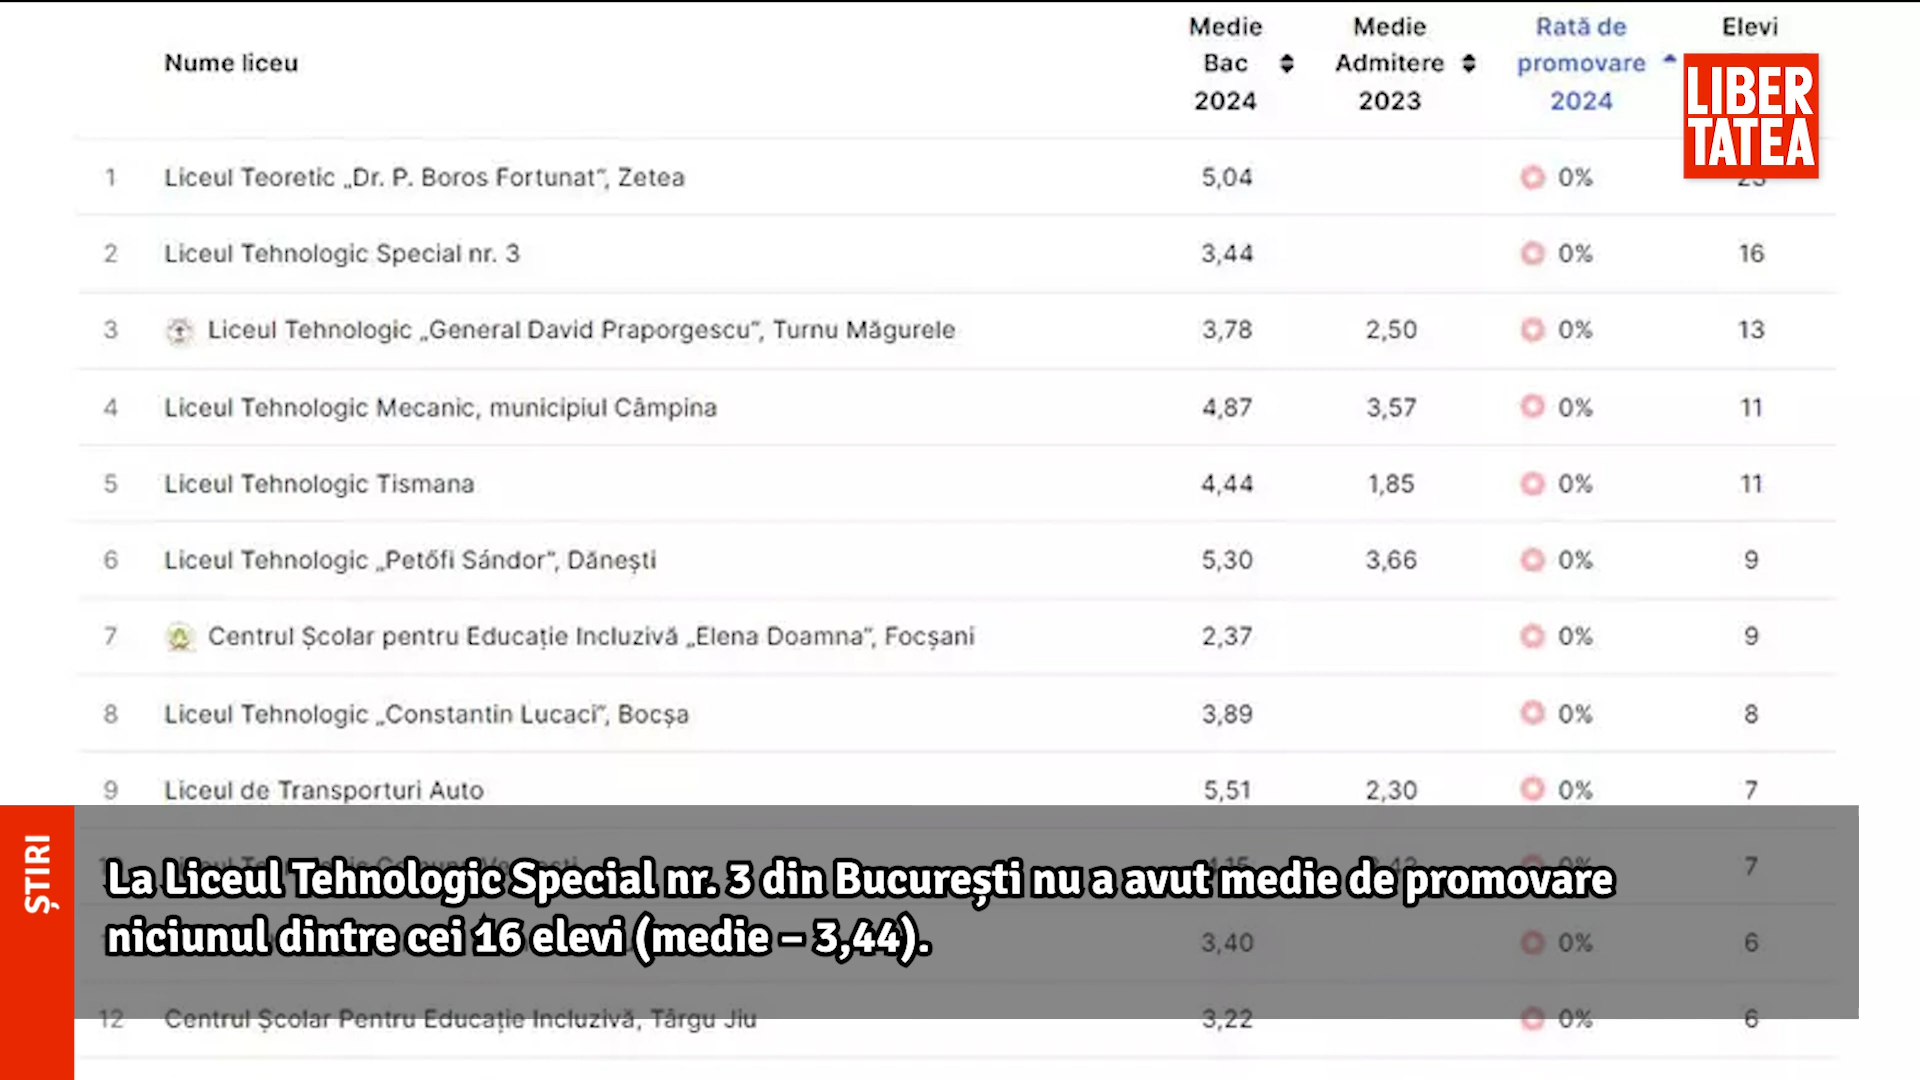 Nume liceu
Medie Bac 2024
Medie Admitere 2023
Rată de promovare 2024
Elevi
LIBER
TATEA
1 Liceul Teoretic „Dr. P. Boros Fortunat”, Zetea 5,04 0%
2 Liceul Tehnologic Special nr. 3 3,44 0% 16
3 Liceul Tehnologic „General David Praporgescu”, Turnu Măgurele 3,78 2,50 0% 13
4 Liceul Tehnologic Mecanic, municipiul Câmpina 4,87 3,57 0% 11
5 Liceul Tehnologic Tismana 4,44 1,85 0% 11
6 Liceul Tehnologic „Petőfi Sándor”, Dănești 5,30 3,66 0% 9
7 Centrul Școlar pentru Educație Incluzivă „Elena Doamna”, Focșani 2,37 0% 9
8 Liceul Tehnologic „Constantin Lucaci”, Bocșa 3,89 0% 8
9 Liceul de Transporturi Auto 5,51 2,30 0% 7
7
ȘTIRI
La Liceul Tehnologic Special nr. 3 din București nu a avut medie de promovare
niciunul dintre cei 16 elevi (medie – 3,44).
3,40 0% 6
12 Centrul Școlar Pentru Educație Incluzivă, Târgu Jiu 3,22 0% 6